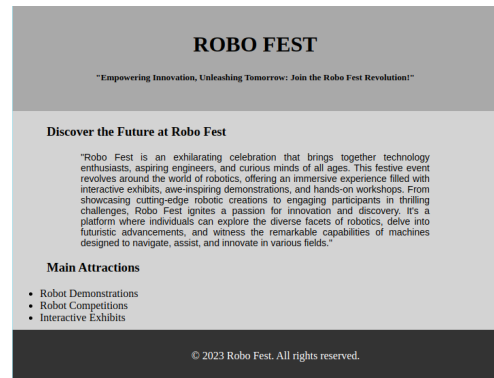 ROBO FEST
"Empowering Innovation, Unleashing Tomorrow: Join the Robo Fest Revolution!"
Discover the Future at Robo Fest
"Robo Fest is an exhilarating celebration that brings together technology
enthusiasts, aspiring engineers, and curious minds of all ages. This festive event
revolves around the world of robotics, offering an immersive experience filled with
interactive exhibits, awe-inspiring demonstrations, and hands-on workshops. From
showcasing cutting-edge robotic creations to engaging participants in thrilling
challenges, Robo Fest ignites a passion for innovation and discovery. It's a
platform where individuals can explore the diverse facets of robotics, delve into
futuristic advancements, and witness the remarkable capabilities of machines
designed to navigate, assist, and innovate in various fields."
Main Attractions
• Robot Demonstrations
• Robot Competitions
• Interactive Exhibits
© 2023 Robo Fest. All rights reserved.